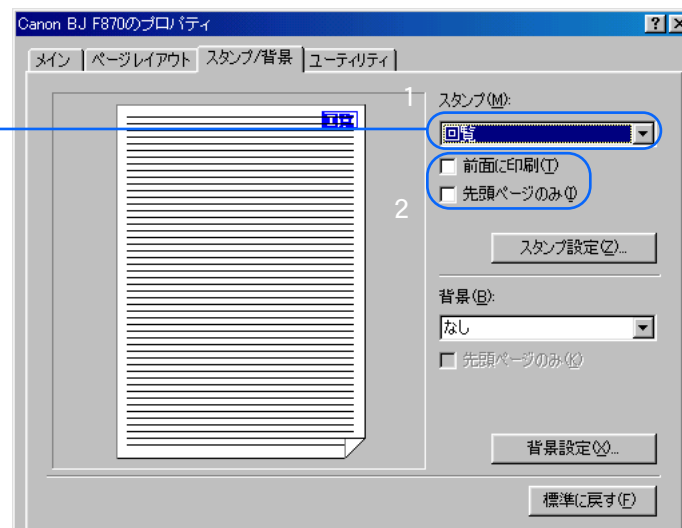 Canon BJ F870のプロパティ
メイン
ページレイアウト
スタンプ/背景
ユーティリティ
回覧
1
スタンプ(M):
回覧
前面に印刷(T)
先頭ページのみ(I)
2
スタンプ設定(Z)...
背景(B):
なし
先頭ページのみ(K)
背景設定(X)...
標準に戻す(F)